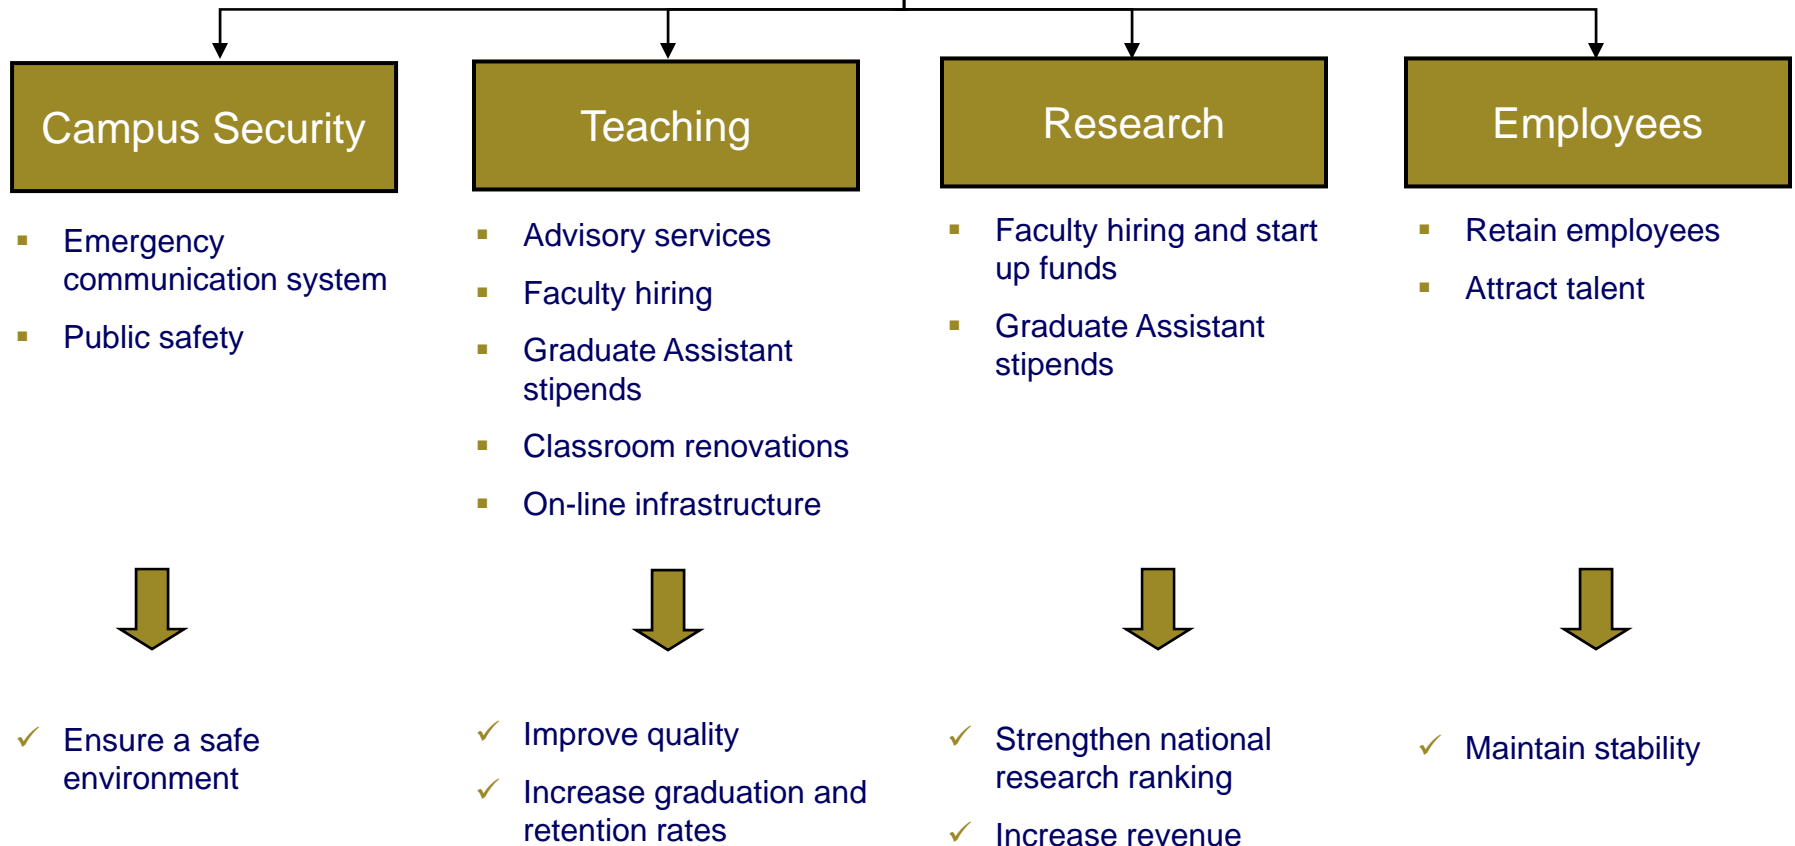 Campus Security
Teaching
Research
Employees
Emergency
communication system
Public safety
Advisory services
Faculty hiring
Graduate Assistant
stipends
Classroom renovations
On-line infrastructure
Faculty hiring and start
up funds
Graduate Assistant
stipends
Retain employees
Attract talent
Ensure a safe
environment
Improve quality
Increase graduation and
retention rates
Strengthen national
research ranking
Increase revenue
Maintain stability